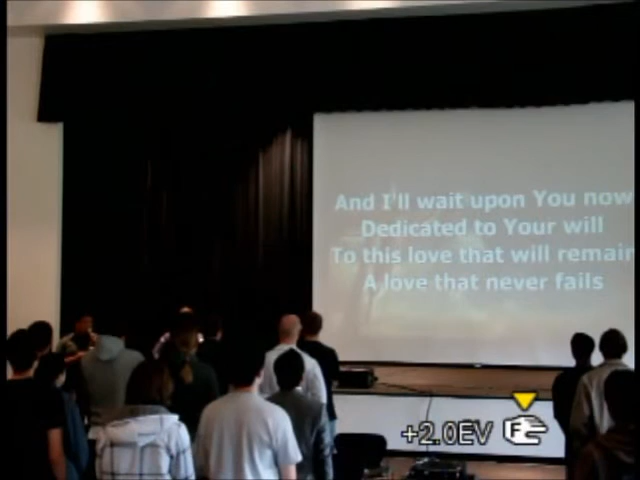 And I'll wait upon You now
Dedicated to Your will
To this love that will remain
A love that never fails
+2.0EV
F